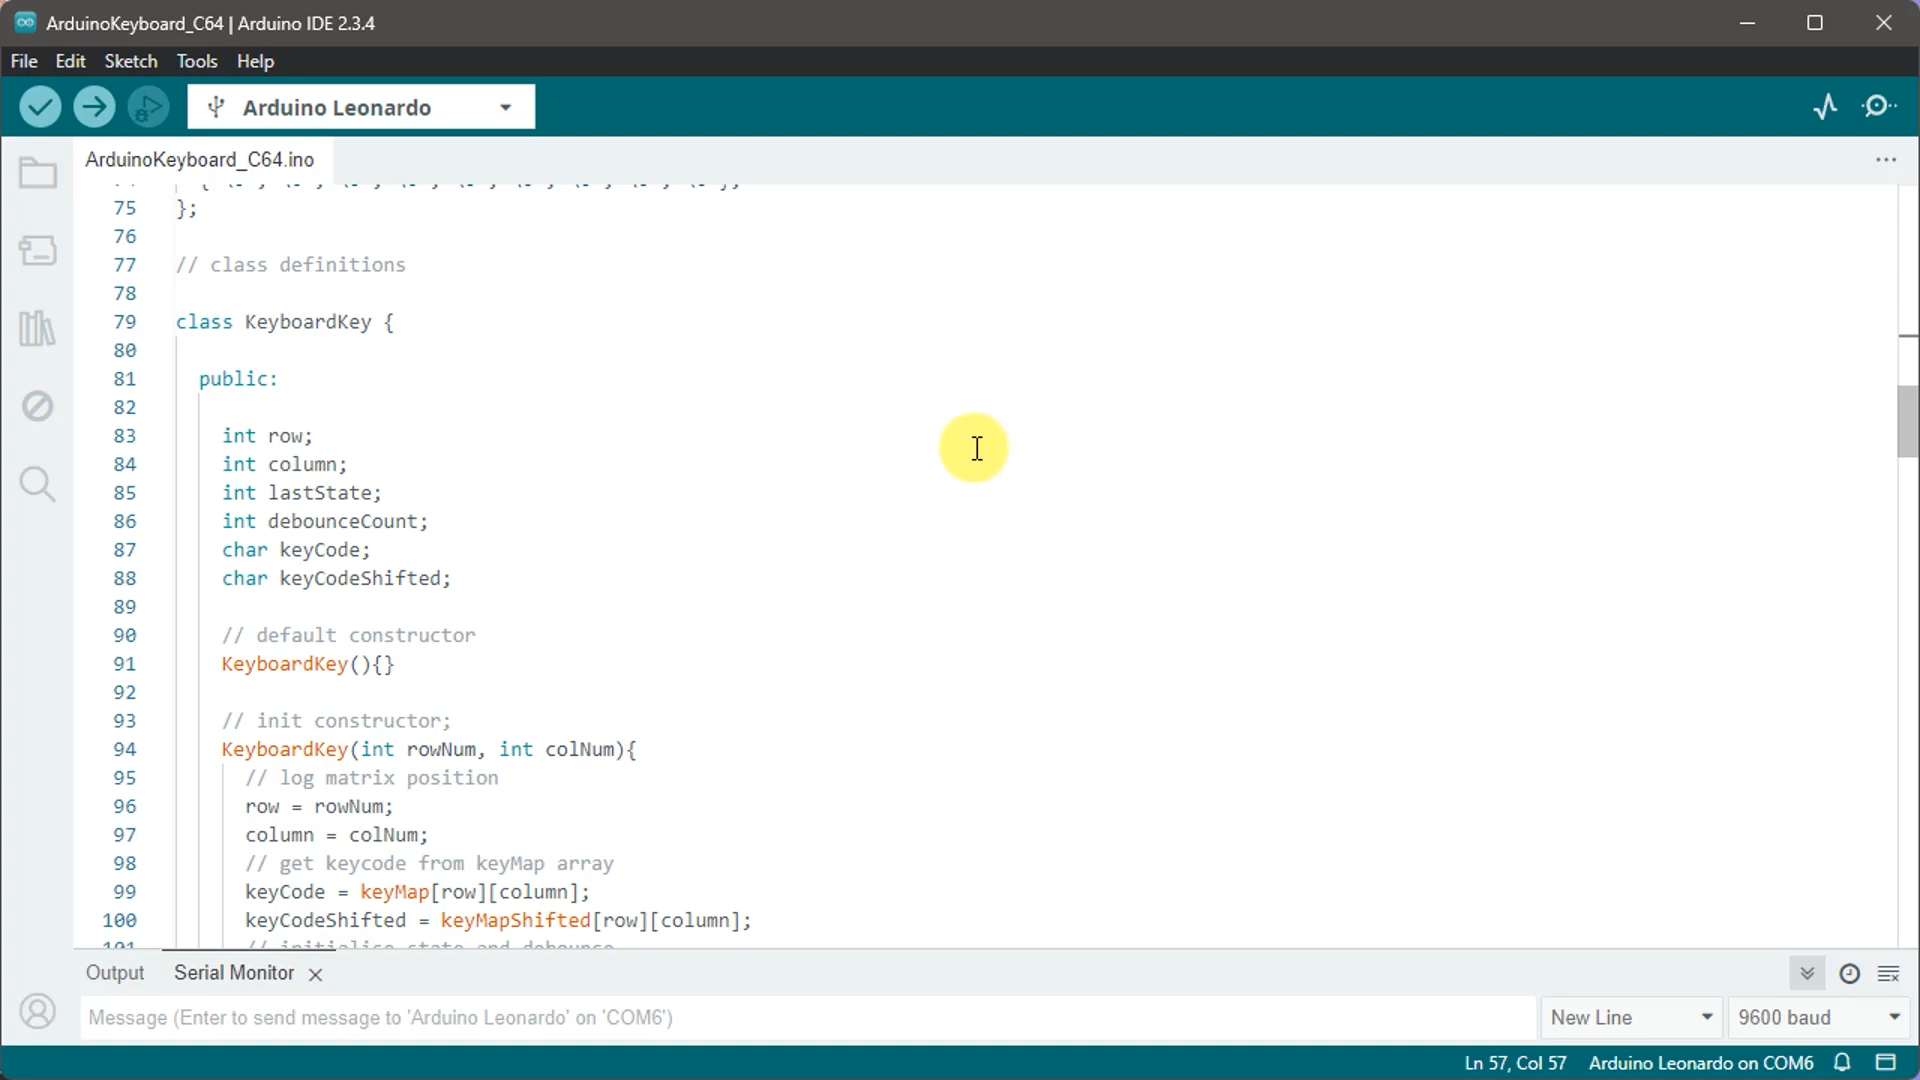 ArduinoKeyboard_C64 | Arduino IDE 2.3.4
File Edit Sketch Tools Help
Arduino Leonardo
ArduinoKeyboard_C64.ino
75 };
76
77 // class definitions
78
79 class KeyboardKey {
80
81 public:
82
83 int row;
84 int column;
85 int lastState;
86 int debounceCount;
87 char keyCode;
88 char keyCodeShifted;
89
90 // default constructor
91 KeyboardKey(){}
92
93 // init constructor;
94 KeyboardKey(int rowNum, int colNum){
95 // log matrix position
96 row = rowNum;
97 column = colNum;
98 // get keycode from keyMap array
99 keyCode = keyMap[row][column];
100 keyCodeShifted = keyMapShifted[row][column];
101 // initialise state and debounce
Output Serial Monitor
Message (Enter to send message to 'Arduino Leonardo' on 'COM6')
New Line 9600 baud
Ln 57, Col 57 Arduino Leonardo on COM6